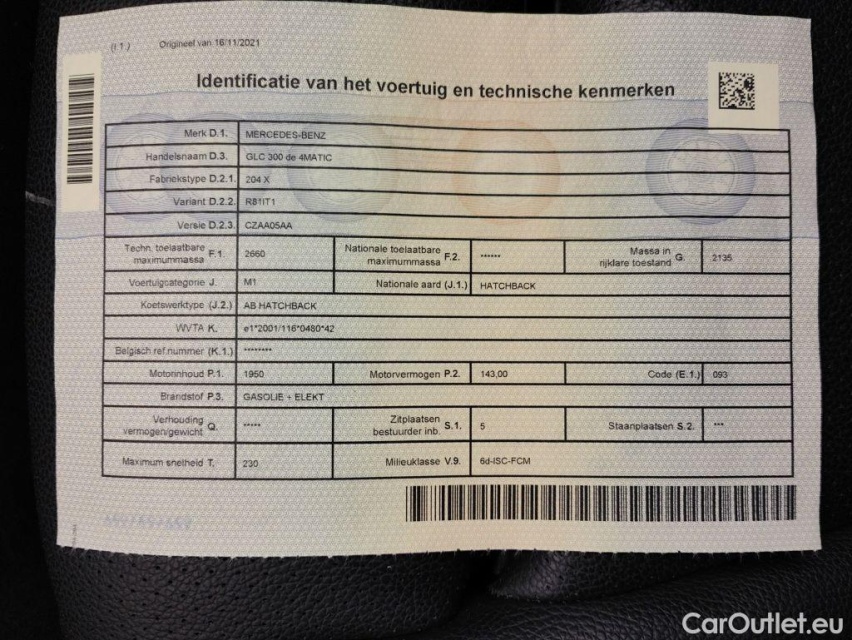 (I 1) Origineel van 16/11/2021
Identificatie van het voertuig en technische kenmerken
Merk D.1. MERCEDES-BENZ
Handelsnaam D.3. GLC 300 de 4MATIC
Fabriekstype D.2.1. 204 X
Variant D.2.2. R81IT1
Versie D.2.3. CZAA05AA
Techn. toelaatbare maximummassa F.1. 2660 Nationale toelaatbare maximummassa F.2. ****** Massa in rijklare toestand G. 2135
Voertuigcategorie J. M1 Nationale aard (J.1.) HATCHBACK
Koetswerktype (J.2.) AB HATCHBACK
WVTA K. e1*2001/116*0480*42
Belgisch ref.nummer (K.1.) ********
Motorinhoud P.1. 1950 Motorvermogen P.2. 143,00 Code (E.1.) 093
Brandstof P.3. GASOLIE + ELEKT
Verhouding vermogen/gewicht Q. ***** Zitplaatsen bestuurder inb. S.1. 5 Staanplaatsen S.2. ***
Maximum snelheid T. 230 Milieuklasse V.9. 6d-ISC-FCM
CarOutlet.eu